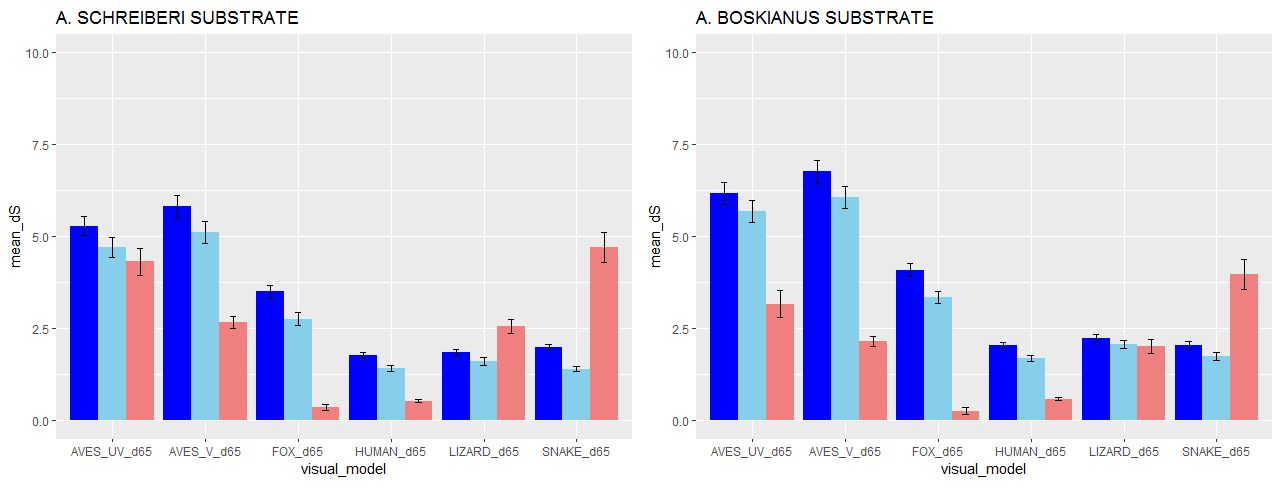 A. SCHREIBERI SUBSTRATE
10.0
7.5
5.0
2.5
0.0
mean_dS
AVES_UV_d65 AVES_V_d65 FOX_d65 HUMAN_d65 LIZARD_d65 SNAKE_d65
visual_model
A. BOSKIANUS SUBSTRATE
10.0
7.5
5.0
2.5
0.0
mean_dS
AVES_UV_d65 AVES_V_d65 FOX_d65 HUMAN_d65 LIZARD_d65 SNAKE_d65
visual_model